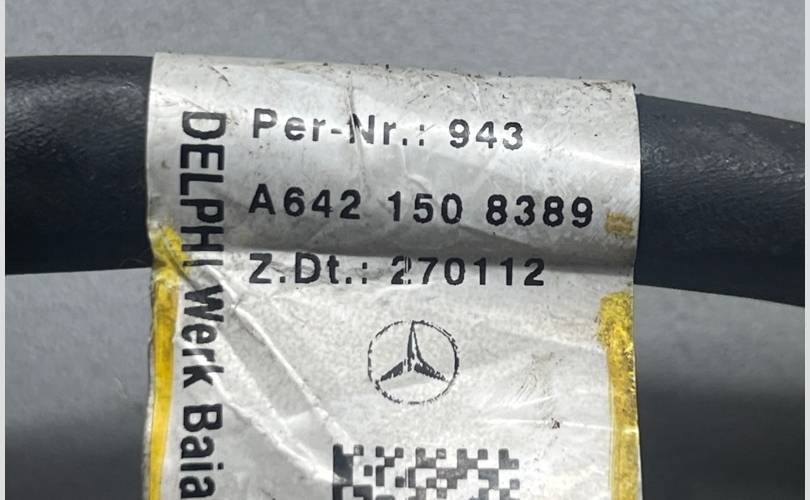 Per-Nr.: 943
A642 150 8389
Z.Dt.: 270112
DELPHI Werk Baia